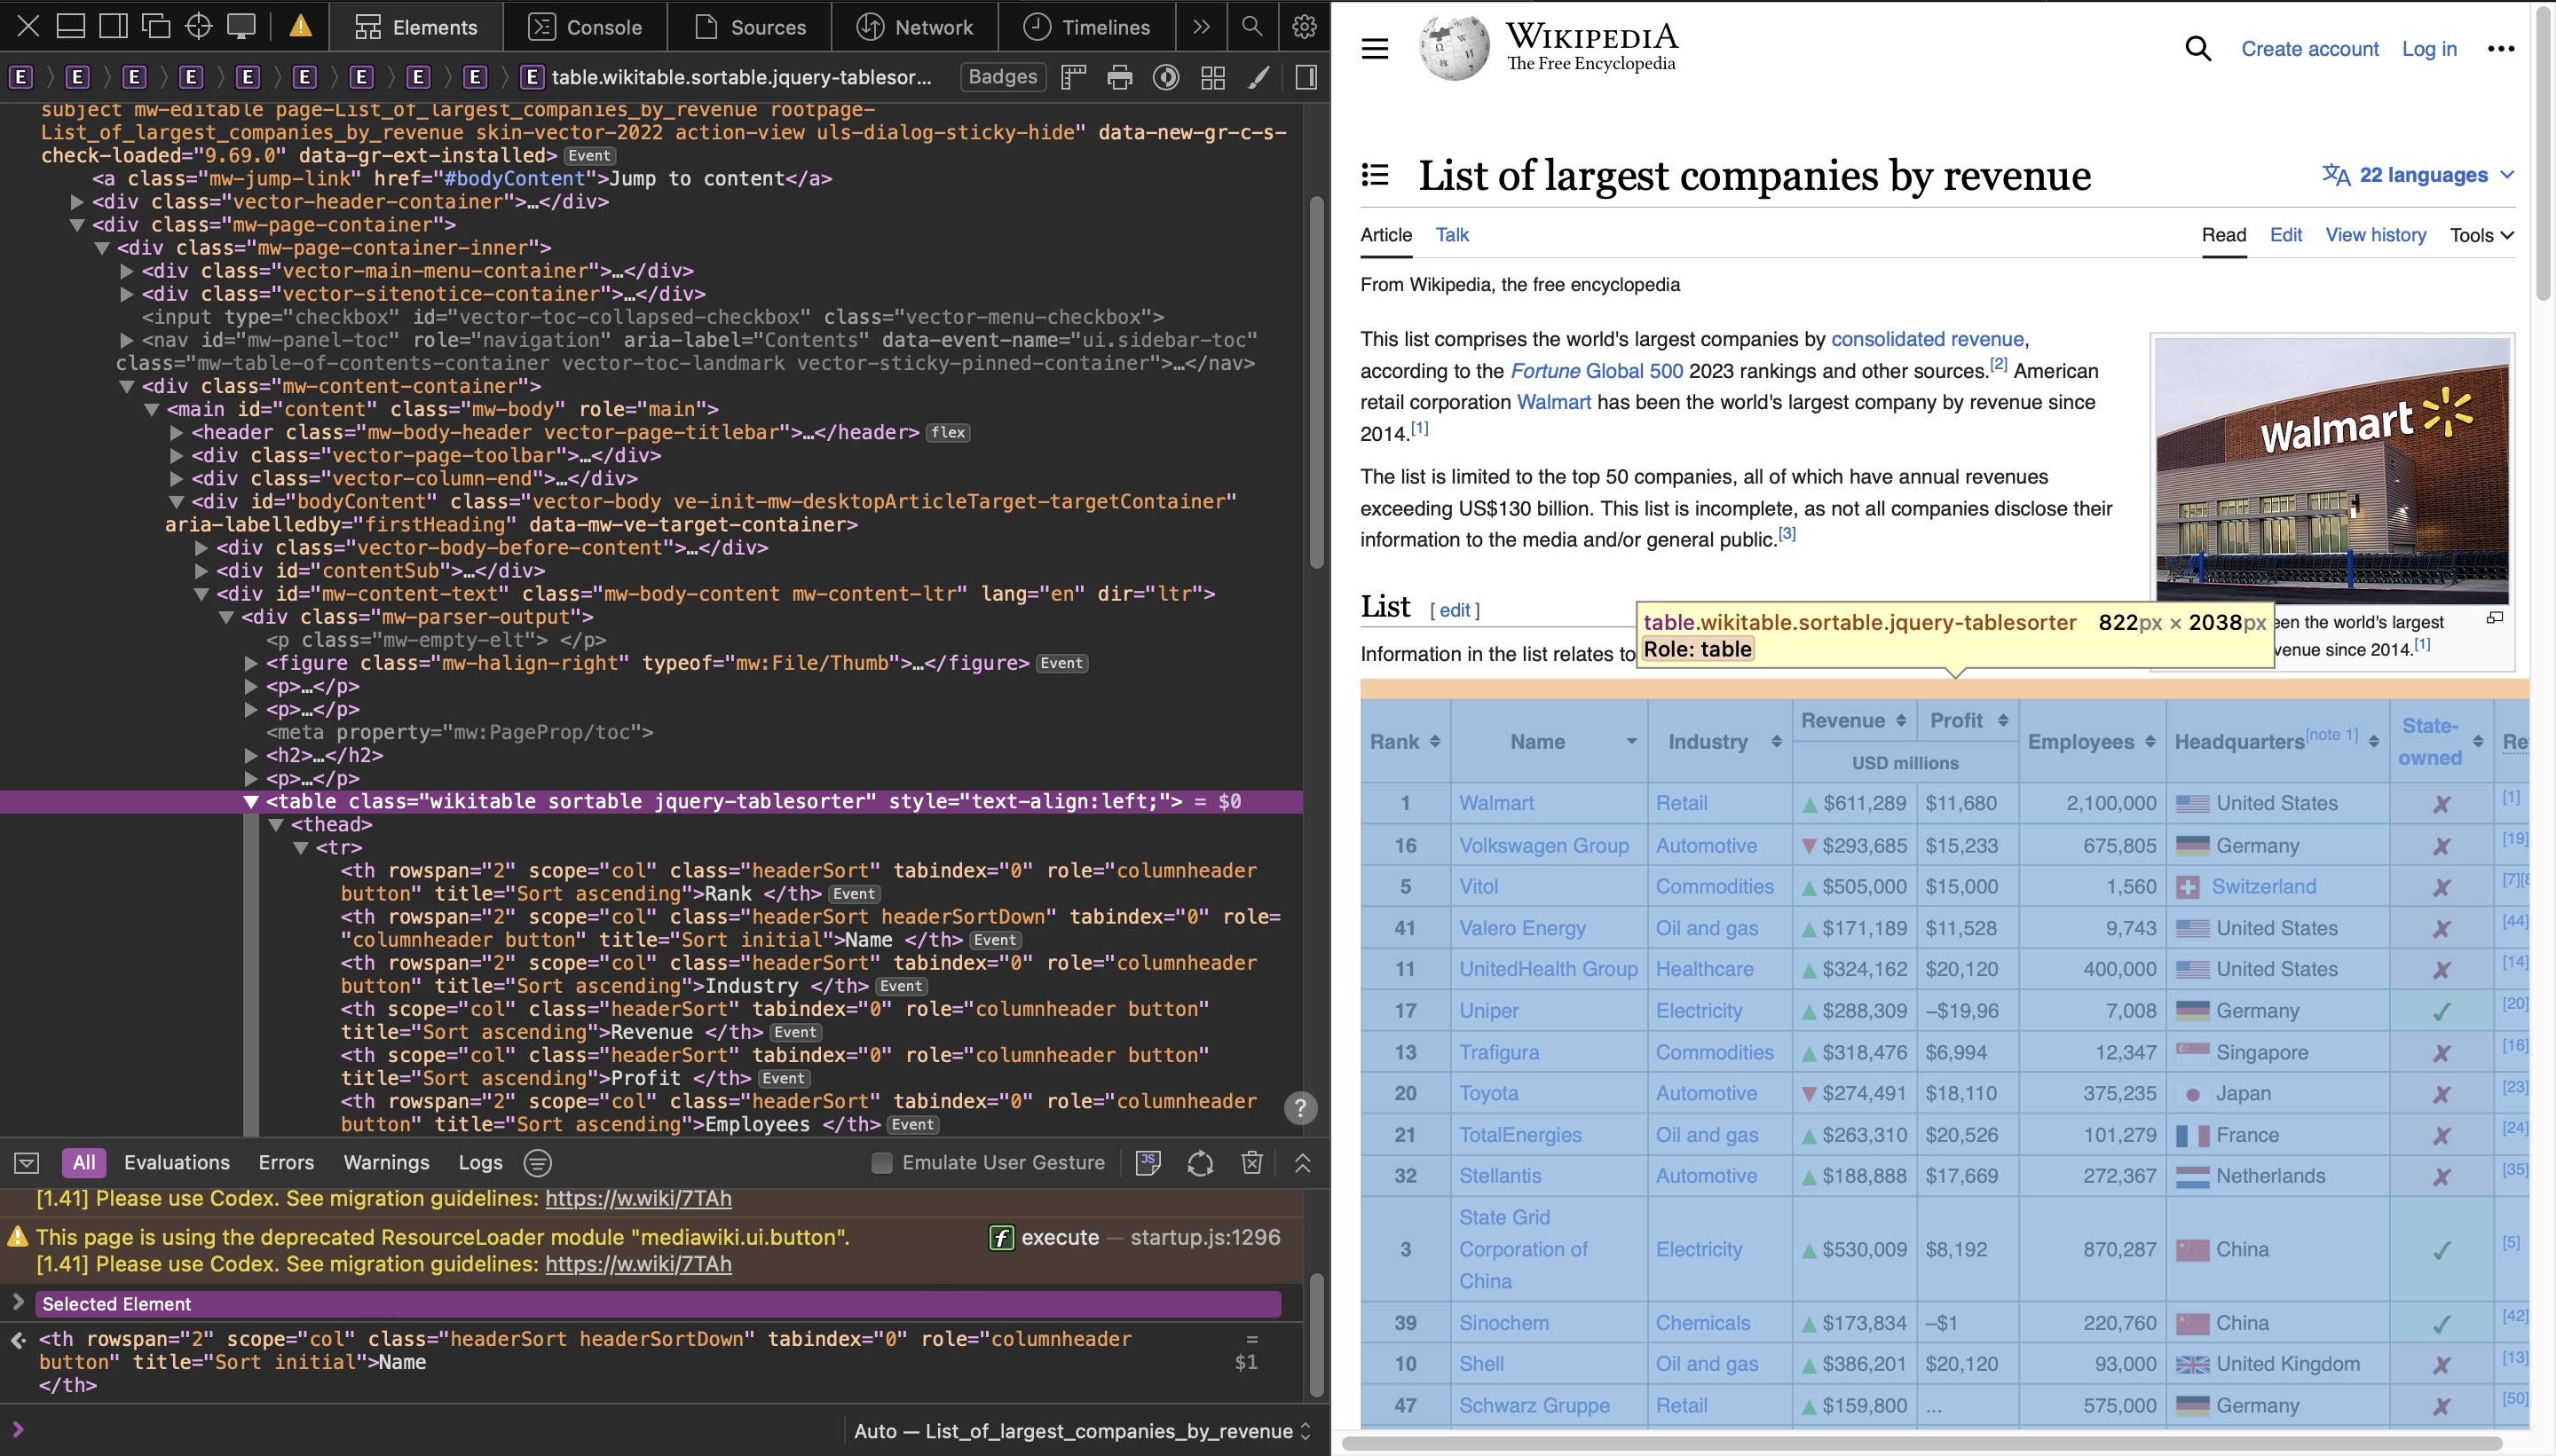 Elements
Console
Sources
Network
Timelines
E E E E E E E E E E table.wikitable.sortable.jquery-tablesor... Badges
subject mw-editable page-List_of_largest_companies_by_revenue rootpage-
List_of_largest_companies_by_revenue skin-vector-2022 action-view uls-dialog-sticky-hide" data-new-gr-c-s-
check-loaded="9.69.0" data-gr-ext-installed> Event
<a class="mw-jump-link" href="#bodyContent">Jump to content</a>
<div class="vector-header-container">…</div>
<div class="mw-page-container">
<div class="mw-page-container-inner">
<div class="vector-main-menu-container">…</div>
<div class="vector-sitenotice-container">…</div>
<input type="checkbox" id="vector-toc-collapsed-checkbox" class="vector-menu-checkbox">
<nav id="mw-panel-toc" role="navigation" aria-label="Contents" data-event-name="ui.sidebar-toc"
class="mw-table-of-contents-container vector-toc-landmark vector-sticky-pinned-container">…</nav>
<div class="mw-content-container">
<main id="content" class="mw-body" role="main">
<header class="mw-body-header vector-page-titlebar">…</header> flex
<div class="vector-page-toolbar">…</div>
<div class="vector-column-end">…</div>
<div id="bodyContent" class="vector-body ve-init-mw-desktopArticleTarget-targetContainer"
aria-labelledby="firstHeading" data-mw-ve-target-container>
<div class="vector-body-before-content">…</div>
<div id="contentSub">…</div>
<div id="mw-content-text" class="mw-body-content mw-content-ltr" lang="en" dir="ltr">
<div class="mw-parser-output">
<p class="mw-empty-elt"> </p>
<figure class="mw-halign-right" typeof="mw:File/Thumb">…</figure> Event
<p>…</p>
<p>…</p>
<meta property="mw:PageProp/toc">
<h2>…</h2>
<p>…</p>
<table class="wikitable sortable jquery-tablesorter" style="text-align:left;"> = $0
<thead>
<tr>
<th rowspan="2" scope="col" class="headerSort" tabindex="0" role="columnheader
button" title="Sort ascending">Rank </th> Event
<th rowspan="2" scope="col" class="headerSort headerSortDown" tabindex="0" role=
"columnheader button" title="Sort initial">Name </th> Event
<th rowspan="2" scope="col" class="headerSort" tabindex="0" role="columnheader
button" title="Sort ascending">Industry </th> Event
<th scope="col" class="headerSort" tabindex="0" role="columnheader button"
title="Sort ascending">Revenue </th> Event
<th scope="col" class="headerSort" tabindex="0" role="columnheader button"
title="Sort ascending">Profit </th> Event
<th rowspan="2" scope="col" class="headerSort" tabindex="0" role="columnheader
button" title="Sort ascending">Employees </th> Event
?
All Evaluations Errors Warnings Logs Emulate User Gesture JS
[1.41] Please use Codex. See migration guidelines: https://w.wiki/7TAh
This page is using the deprecated ResourceLoader module "mediawiki.ui.button". f execute — startup.js:1296
[1.41] Please use Codex. See migration guidelines: https://w.wiki/7TAh
Selected Element
<th rowspan="2" scope="col" class="headerSort headerSortDown" tabindex="0" role="columnheader =
button" title="Sort initial">Name $1
</th>
Auto — List_of_largest_companies_by_revenue
WIKIPEDIA
The Free Encyclopedia
Create account Log in
List of largest companies by revenue
22 languages
Article Talk Read Edit View history Tools
From Wikipedia, the free encyclopedia
This list comprises the world's largest companies by consolidated revenue,
according to the Fortune Global 500 2023 rankings and other sources.[2] American
retail corporation Walmart has been the world's largest company by revenue since
2014.[1]
The list is limited to the top 50 companies, all of which have annual revenues
exceeding US$130 billion. This list is incomplete, as not all companies disclose their
information to the media and/or general public.[3]
Walmart
een the world's largest
venue since 2014.[1]
List [ edit ]
table.wikitable.sortable.jquery-tablesorter 822px × 2038px
Role: table
Information in the list relates to
Rank Name Industry Revenue Profit Employees Headquarters[note 1] State-owned Re
USD millions
1 Walmart Retail ▲ $611,289 $11,680 2,100,000 United States ✗ [1]
16 Volkswagen Group Automotive ▼ $293,685 $15,233 675,805 Germany ✗ [19]
5 Vitol Commodities ▲ $505,000 $15,000 1,560 Switzerland ✗ [7][8
41 Valero Energy Oil and gas ▲ $171,189 $11,528 9,743 United States ✗ [44]
11 UnitedHealth Group Healthcare ▲ $324,162 $20,120 400,000 United States ✗ [14]
17 Uniper Electricity ▲ $288,309 –$19,96 7,008 Germany ✓ [20]
13 Trafigura Commodities ▲ $318,476 $6,994 12,347 Singapore ✗ [16]
20 Toyota Automotive ▼ $274,491 $18,110 375,235 Japan ✗ [23]
21 TotalEnergies Oil and gas ▲ $263,310 $20,526 101,279 France ✗ [24]
32 Stellantis Automotive ▲ $188,888 $17,669 272,367 Netherlands ✗ [35]
3 State Grid Corporation of China Electricity ▲ $530,009 $8,192 870,287 China ✓ [5]
39 Sinochem Chemicals ▲ $173,834 –$1 220,760 China ✓ [42]
10 Shell Oil and gas ▲ $386,201 $20,120 93,000 United Kingdom ✗ [13]
47 Schwarz Gruppe Retail ▲ $159,800 ... 575,000 Germany ✗ [50]